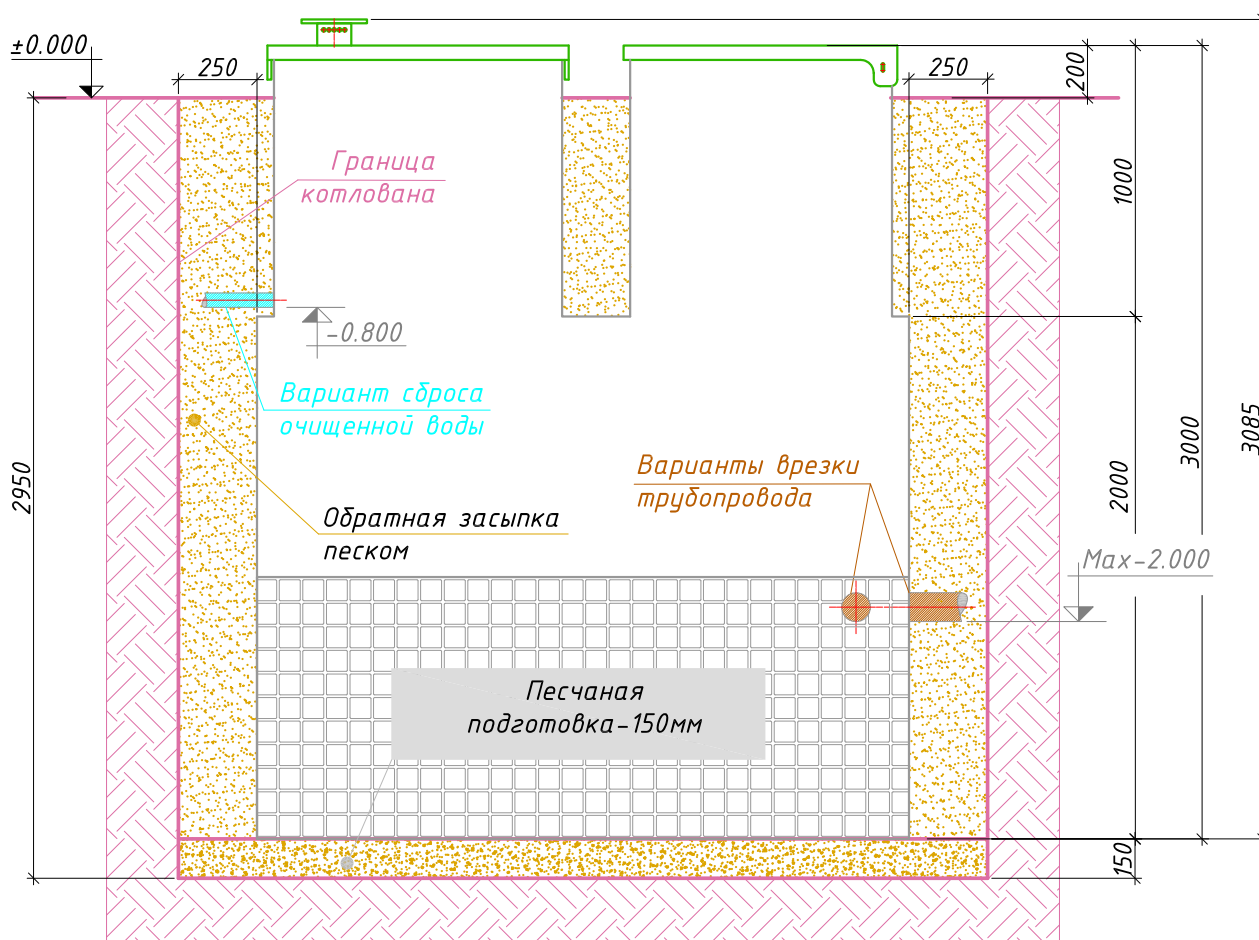 ±0.000
250
250
200
Граница
котлована
1000
-0.800
Вариант сброса
очищенной воды
3085
3000
2000
2950
Варианты врезки
трубопровода
Обратная засыпка
песком
Max-2.000
Песчаная
подготовка-150мм
150